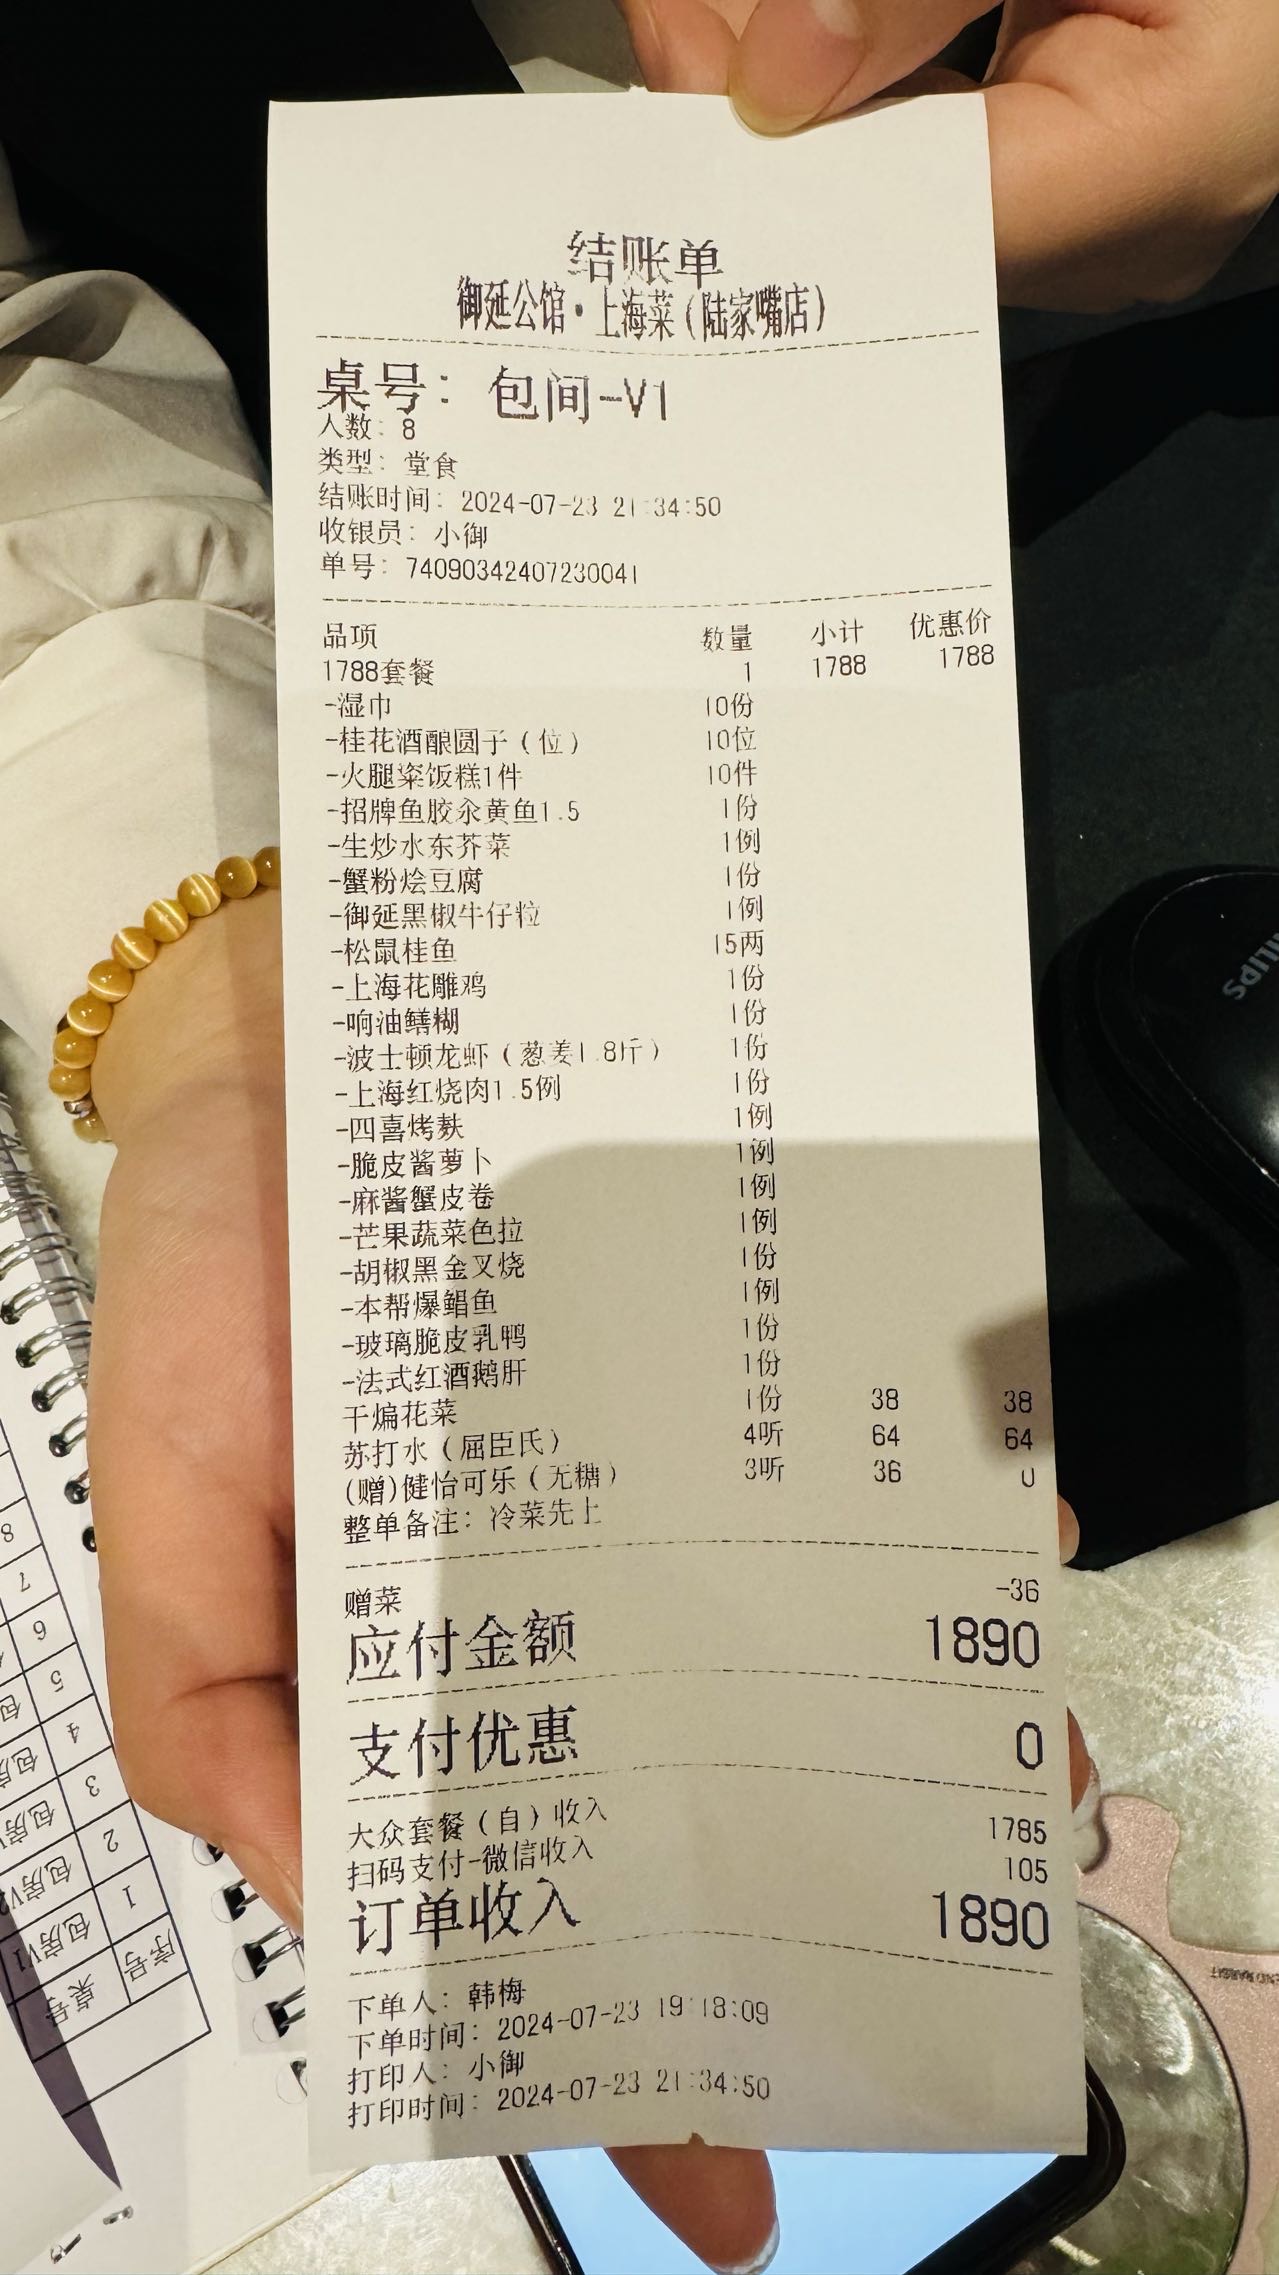 结账单
御延公馆·上海菜(陆家嘴店)
桌号: 包间-V1
人数: 8
类型: 堂食
结账时间: 2024-07-23 21:34:50
收银员: 小御
单号: 74090342407230041
品项 数量 小计 优惠价
1788套餐 1 1788 1788
-湿巾 10份
-桂花酒酿圆子(位) 10位
-火腿粢饭糕1件 10件
-招牌鱼胶氽黄鱼1.5 1份
-生炒水东芥菜 1例
-蟹粉烩豆腐 1份
-御延黑椒牛仔粒 1例
-松鼠桂鱼 15两
-上海花雕鸡 1份
-响油鳝糊 1份
-波士顿龙虾(葱姜1.8斤) 1份
-上海红烧肉1.5例 1份
-四喜烤麸 1例
-脆皮酱萝卜 1例
-麻酱蟹皮卷 1例
-芒果蔬菜色拉 1例
-胡椒黑金叉烧 1份
-本帮爆鲳鱼 1例
-玻璃脆皮乳鸭 1份
-法式红酒鹅肝 1份
干煸花菜 1份 38 38
苏打水(屈臣氏) 4听 64 64
(赠)健怡可乐(无糖) 3听 36 0
整单备注: 冷菜先上
赠菜 -36
应付金额 1890
支付优惠 0
大众套餐(自)收入 1785
扫码支付-微信收入 105
订单收入 1890
下单人: 韩梅
下单时间: 2024-07-23 19:18:09
打印人: 小御
打印时间: 2024-07-23 21:34:50
序号 桌号
1 包房V1
2 包房V2
3 包房
4 包房
5 包
6
7
8